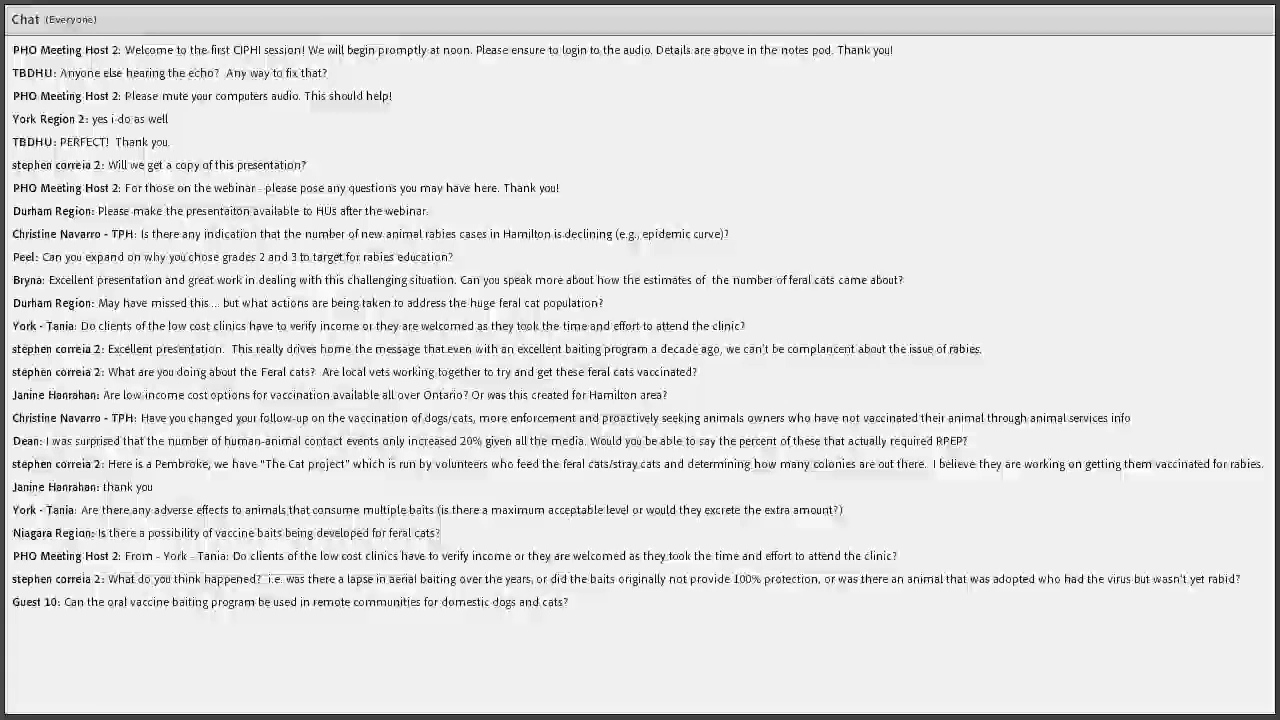 Chat (Everyone)
PHO Meeting Host 2: Welcome to the first CIPHI session! We will begin promptly at noon. Please ensure to login to the audio. Details are above in the notes pod. Thank you!
TBDHU: Anyone else hearing the echo?  Any way to fix that?
PHO Meeting Host 2: Please mute your computers audio. This should help!
York Region 2: yes i do as well
TBDHU: PERFECT!  Thank you.
stephen correia 2: Will we get a copy of this presentation?
PHO Meeting Host 2: For those on the webinar - please pose any questions you may have here. Thank you!
Durham Region: Please make the presentaiton available to HUs after the webinar.
Christine Navarro - TPH: Is there any indication that the number of new animal rabies cases in Hamilton is declining (e.g., epidemic curve)?
Peel: Can you expand on why you chose grades 2 and 3 to target for rabies education?
Bryna: Excellent presentation and great work in dealing with this challenging situation. Can you speak more about how the estimates of  the number of feral cats came about?
Durham Region: May have missed this... but what actions are being taken to address the huge feral cat population?
York - Tania: Do clients of the low cost clinics have to verify income or they are welcomed as they took the time and effort to attend the clinic?
stephen correia 2: Excellent presentation.  This really drives home the message that even with an excellent baiting program a decade ago, we can't be complancent about the issue of rabies.
stephen correia 2: What are you doing about the Feral cats?  Are local vets working together to try and get these feral cats vaccinated?
Janine Hanrahan: Are low income cost options for vaccination available all over Ontario? Or was this created for Hamilton area?
Christine Navarro - TPH: Have you changed your follow-up on the vaccination of dogs/cats, more enforcement and proactively seeking animals owners who have not vaccinated their animal through animal services info
Dean: I was surprised that the number of human-animal contact events only increased 20% given all the media. Would you be able to say the percent of these that actually required RPEP?
stephen correia 2: Here is a Pembroke, we have "The Cat project" which is run by volunteers who feed the feral cats/stray cats and determining how many colonies are out there.  I believe they are working on getting them vaccinated for rabies.
Janine Hanrahan: thank you
York - Tania: Are there any adverse effects to animals that consume multiple baits (is there a maximum acceptable level or would they excrete the extra amount?)
Niagara Region: Is there a possibility of vaccine baits being developed for feral cats?
PHO Meeting Host 2: From - York - Tania: Do clients of the low cost clinics have to verify income or they are welcomed as they took the time and effort to attend the clinic?
stephen correia 2: What do you think happened?  i.e. was there a lapse in aerial baiting over the years, or did the baits originally not provide 100% protection, or was there an animal that was adopted who had the virus but wasn't yet rabid?
Guest 10: Can the oral vaccine baiting program be used in remote communities for domestic dogs and cats?